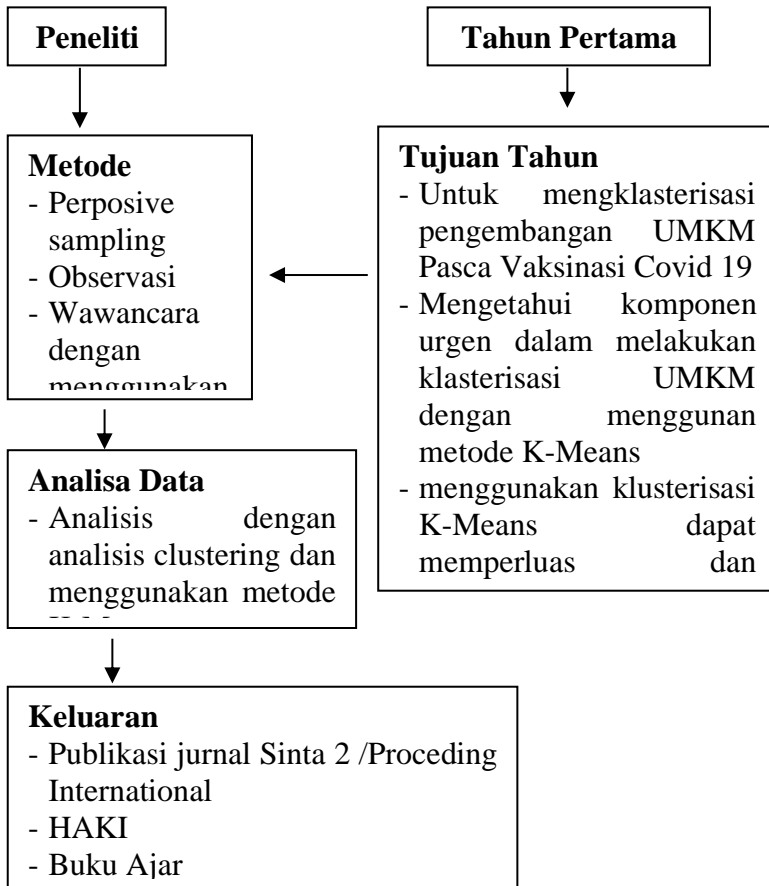 Peneliti
Tahun Pertama
Metode
- Perposive
sampling
- Observasi
- Wawancara
dengan
menggunakan
Tujuan Tahun
- Untuk mengklasterisasi
pengembangan UMKM
Pasca Vaksinasi Covid 19
- Mengetahui komponen
urgen dalam melakukan
klasterisasi UMKM
dengan menggunan
metode K-Means
- menggunakan klusterisasi
K-Means dapat
memperluas dan
Analisa Data
- Analisis dengan
analisis clustering dan
menggunakan metode
Keluaran
- Publikasi jurnal Sinta 2 /Proceding
International
- HAKI
- Buku Ajar